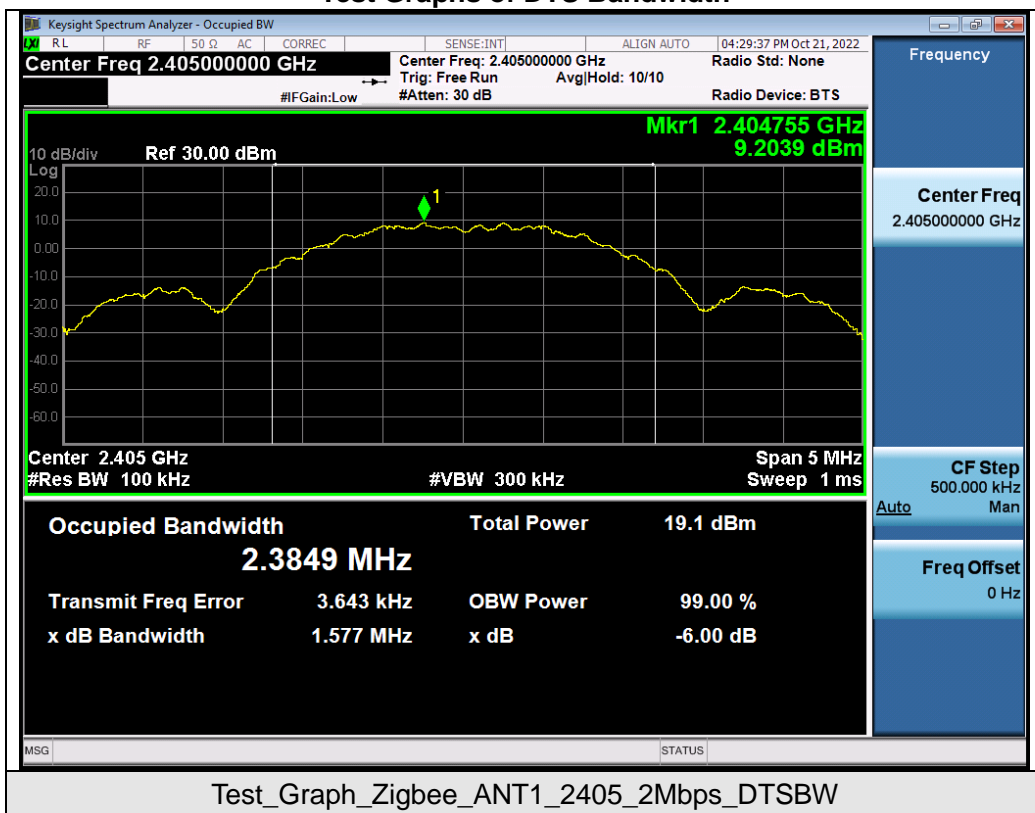 Test Graphs of DTS Bandwidth
Keysight Spectrum Analyzer - Occupied BW
LXI RL RF 50 Ω AC CORREC SENSE:INT ALIGN AUTO 04:29:37 PM Oct 21, 2022
Center Freq 2.405000000 GHz
Center Freq: 2.405000000 GHz Radio Std: None
Trig: Free Run Avg|Hold: 10/10
#IFGain:Low #Atten: 30 dB Radio Device: BTS
Frequency
Mkr1 2.404755 GHz
9.2039 dBm
10 dB/div Ref 30.00 dBm
Log
20.0
10.0
0.00
-10.0
-20.0
-30.0
-40.0
-50.0
-60.0
1
Center 2.405 GHz Span 5 MHz
#Res BW 100 kHz #VBW 300 kHz Sweep 1 ms
Center Freq
2.405000000 GHz
CF Step
500.000 kHz
Auto Man
Freq Offset
0 Hz
Occupied Bandwidth Total Power 19.1 dBm
2.3849 MHz
Transmit Freq Error 3.643 kHz OBW Power 99.00 %
x dB Bandwidth 1.577 MHz x dB -6.00 dB
MSG STATUS
Test_Graph_Zigbee_ANT1_2405_2Mbps_DTSBW